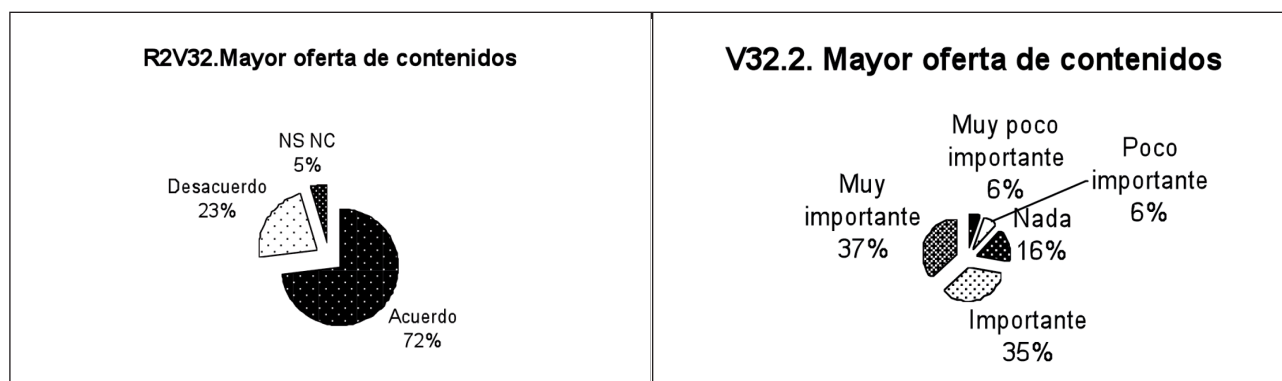 R2V32.Mayor oferta de contenidos
NS NC
5%
Desacuerdo
23%
Acuerdo
72%
V32.2. Mayor oferta de contenidos
Muy poco
importante
6%
Poco
importante
6%
Muy
importante
37%
Nada
16%
Importante
35%